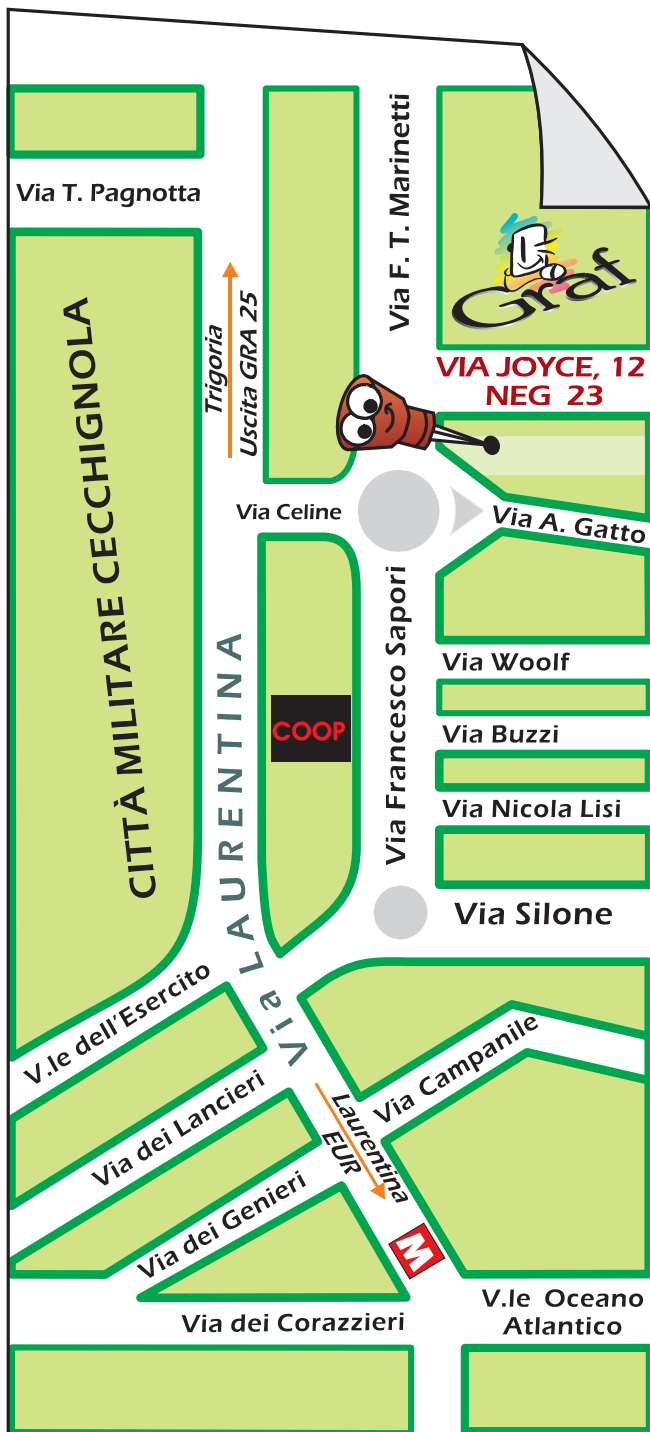 Via T. Pagnotta
Via F. T. Marinetti
Graf
VIA JOYCE, 12
NEG 23
Trigoria
Uscita GRA 25
CITTÀ MILITARE CECCHIGNOLA
Via Celine
Via A. Gatto
Via Francesco Sapori
Via Woolf
COOP
Via Buzzi
Via Nicola Lisi
Via LAURENTINA
Via Silone
V.le dell'Esercito
Via Campanile
Via dei Lancieri
Laurentina
EUR
Via dei Genieri
M
V.le Oceano
Atlantico
Via dei Corazzieri